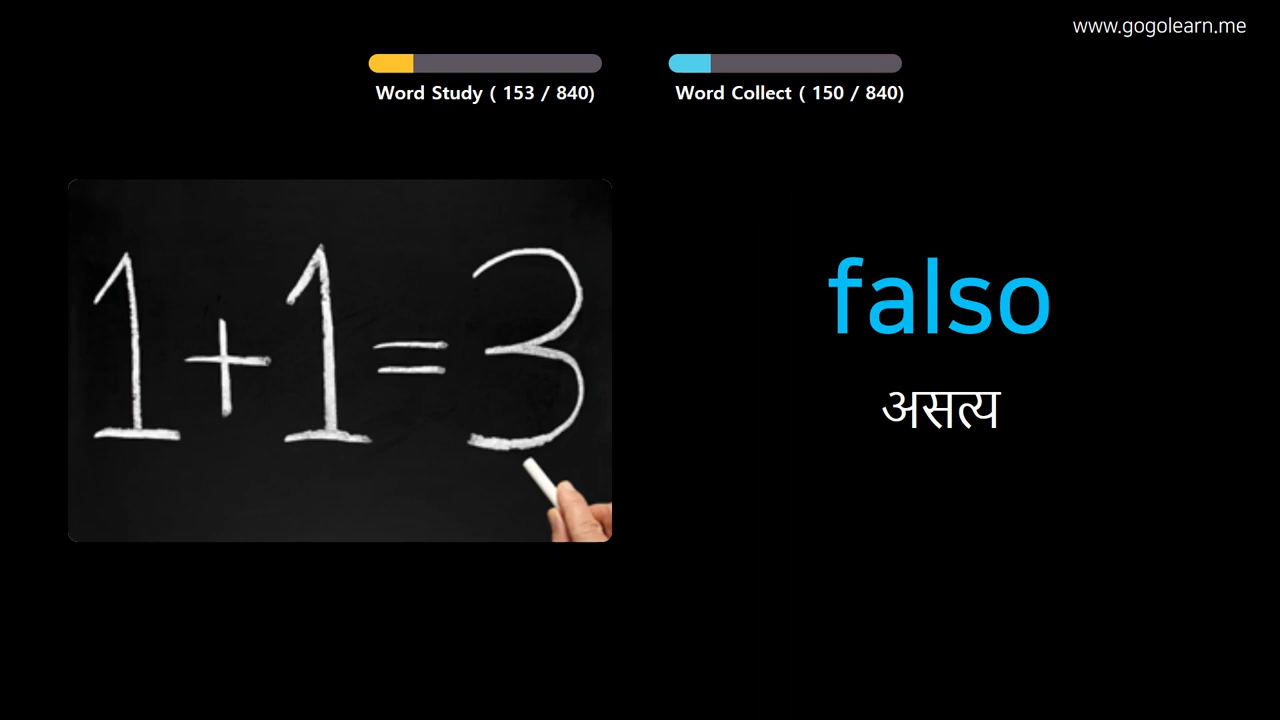 www.gogolearn.me
Word Study ( 153 / 840)
Word Collect ( 150 / 840)
1+1=3
falso
असत्य